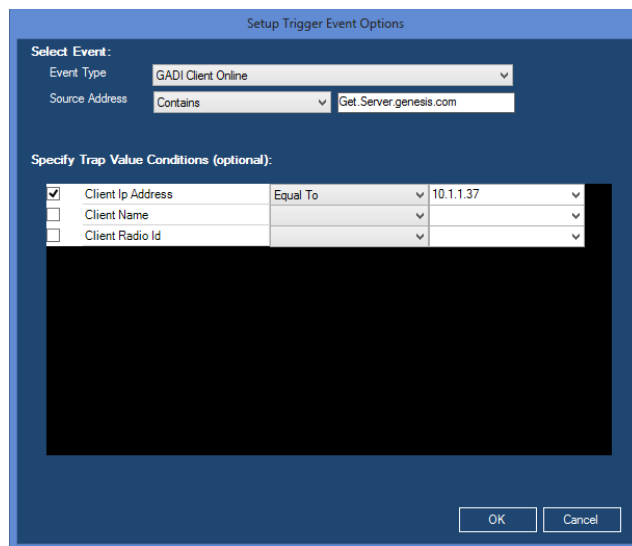 Setup Trigger Event Options
Select Event:
Event Type GADI Client Online
Source Address Contains Get.Server.genesis.com
Specify Trap Value Conditions (optional):
Client Ip Address Equal To 10.1.1.37
Client Name
Client Radio Id
OK Cancel